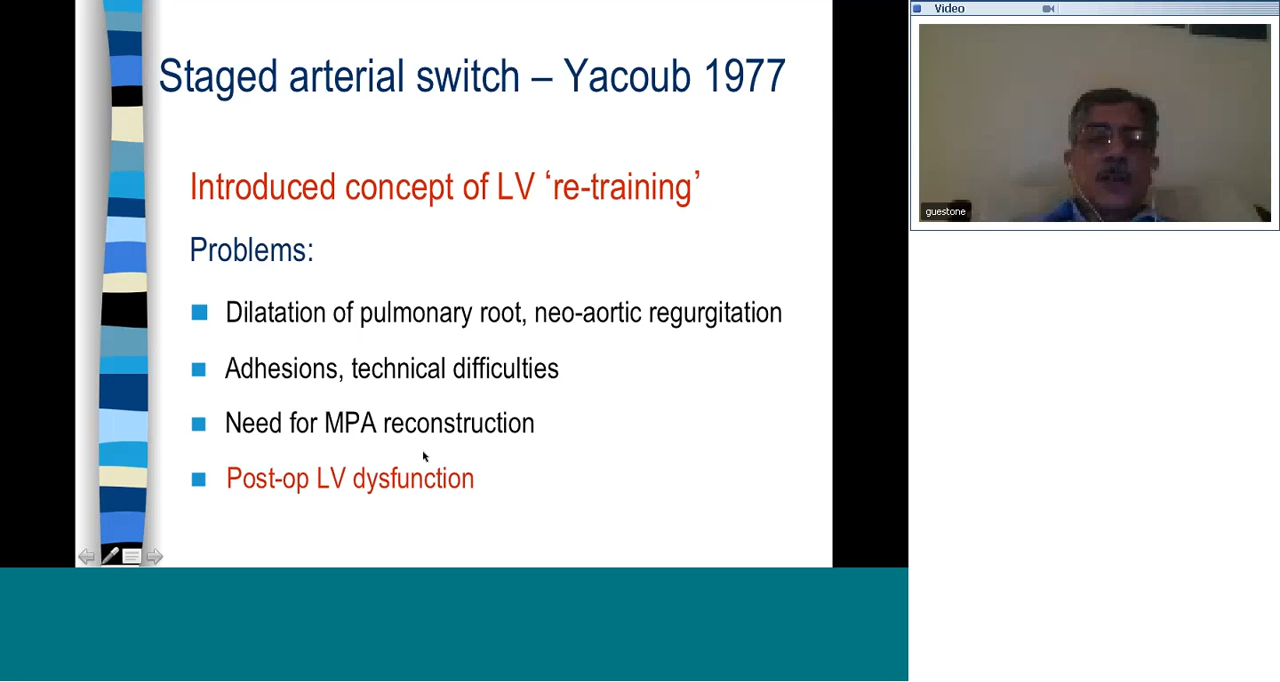 Staged arterial switch – Yacoub 1977
Introduced concept of LV ‘re-training’
Problems:
Dilatation of pulmonary root, neo-aortic regurgitation
Adhesions, technical difficulties
Need for MPA reconstruction
Post-op LV dysfunction
Video
guestone